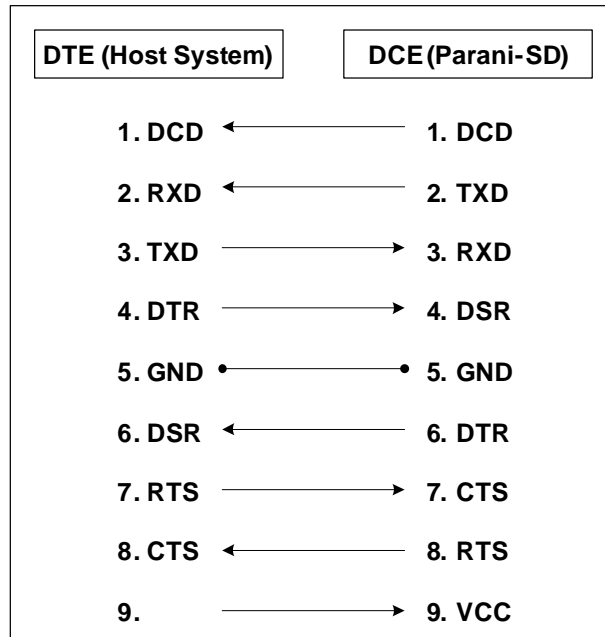 DTE (Host System) DCE (Parani-SD)
1. DCD 1. DCD
2. RXD 2. TXD
3. TXD 3. RXD
4. DTR 4. DSR
5. GND 5. GND
6. DSR 6. DTR
7. RTS 7. CTS
8. CTS 8. RTS
9. 9. VCC